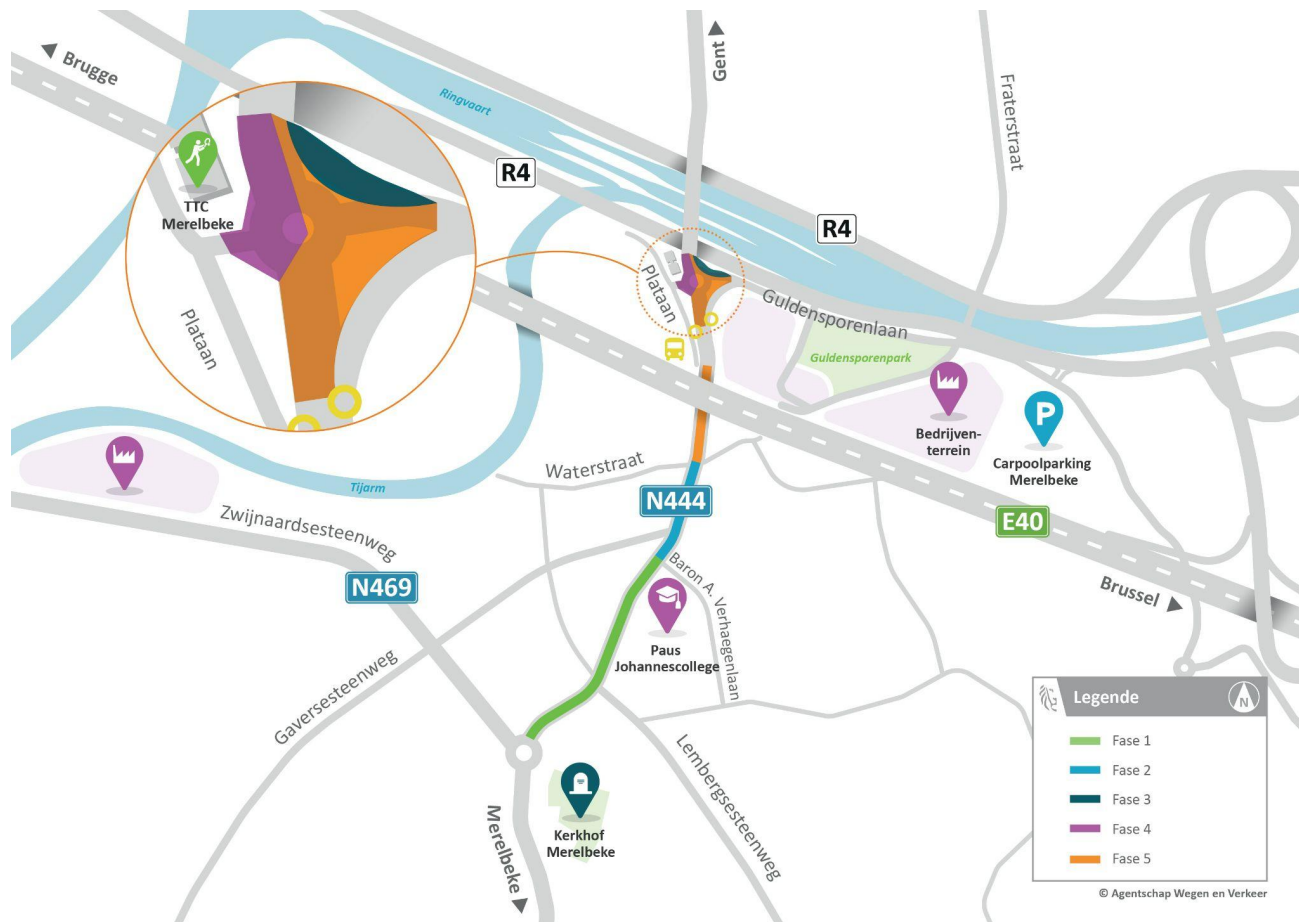 Brugge
Gent
Ringvaart
Fraterstraat
R4
R4
TTC
Merelbeke
Plataan
Plataan
Guldensporenlaan
Guldensporenpark
Bedrijven-
terrein
P
Carpoolparking
Merelbeke
Waterstraat
Tijarm
N444
E40
Zwijnaardsesteenweg
N469
Baron A. Verhaegenlaan
Brussel
Paus
Johannescollege
Gaversesteenweg
Lembergsesteenweg
Merelbeke
Kerkhof
Merelbeke
Legende
N
Fase 1
Fase 2
Fase 3
Fase 4
Fase 5
© Agentschap Wegen en Verkeer